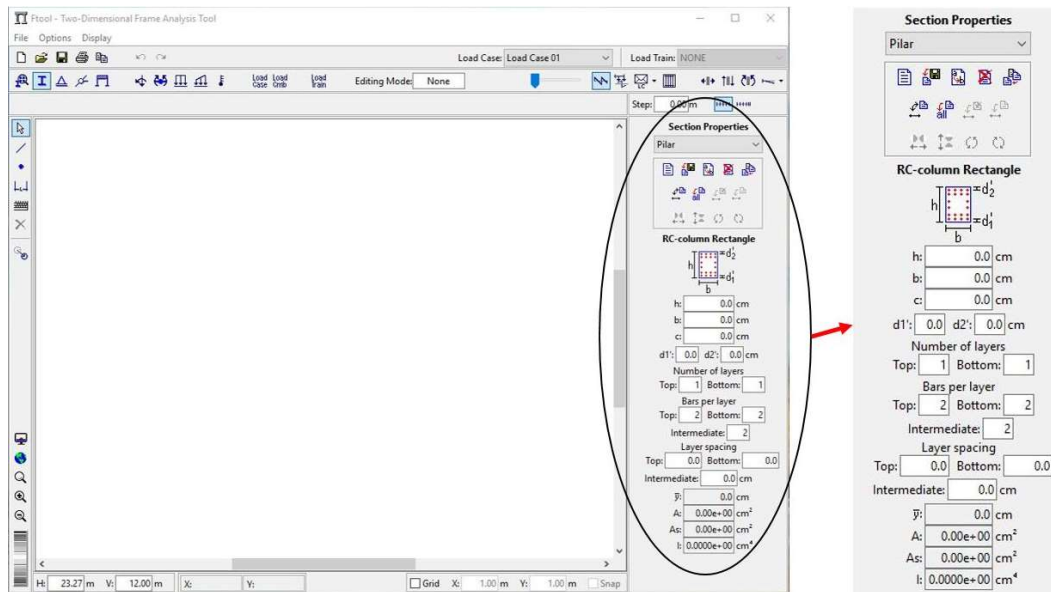 Ftool - Two-Dimensional Frame Analysis Tool
File Options Display
Load Case: Load Case 01 Load Train: NONE
Load Case Load Cmb Load Train Editing Mode: None
Step: 0.00 m
Section Properties
Pilar
all
RC-column Rectangle
h d'2
d'1
b
h: 0.0 cm
b: 0.0 cm
c: 0.0 cm
d1': 0.0 d2': 0.0 cm
Number of layers
Top: 1 Bottom: 1
Bars per layer
Top: 2 Bottom: 2
Intermediate: 2
Layer spacing
Top: 0.0 Bottom: 0.0
Intermediate: 0.0 cm
y̅: 0.0 cm
A: 0.00e+00 cm²
As: 0.00e+00 cm²
I: 0.0000e+00 cm⁴
H: 23.27 m V: 12.00 m X: Y: Grid X: 1.00 m Y: 1.00 m Snap
Section Properties
Pilar
all
RC-column Rectangle
h d'2
d'1
b
h: 0.0 cm
b: 0.0 cm
c: 0.0 cm
d1': 0.0 d2': 0.0 cm
Number of layers
Top: 1 Bottom: 1
Bars per layer
Top: 2 Bottom: 2
Intermediate: 2
Layer spacing
Top: 0.0 Bottom: 0.0
Intermediate: 0.0 cm
y̅: 0.0 cm
A: 0.00e+00 cm²
As: 0.00e+00 cm²
I: 0.0000e+00 cm⁴